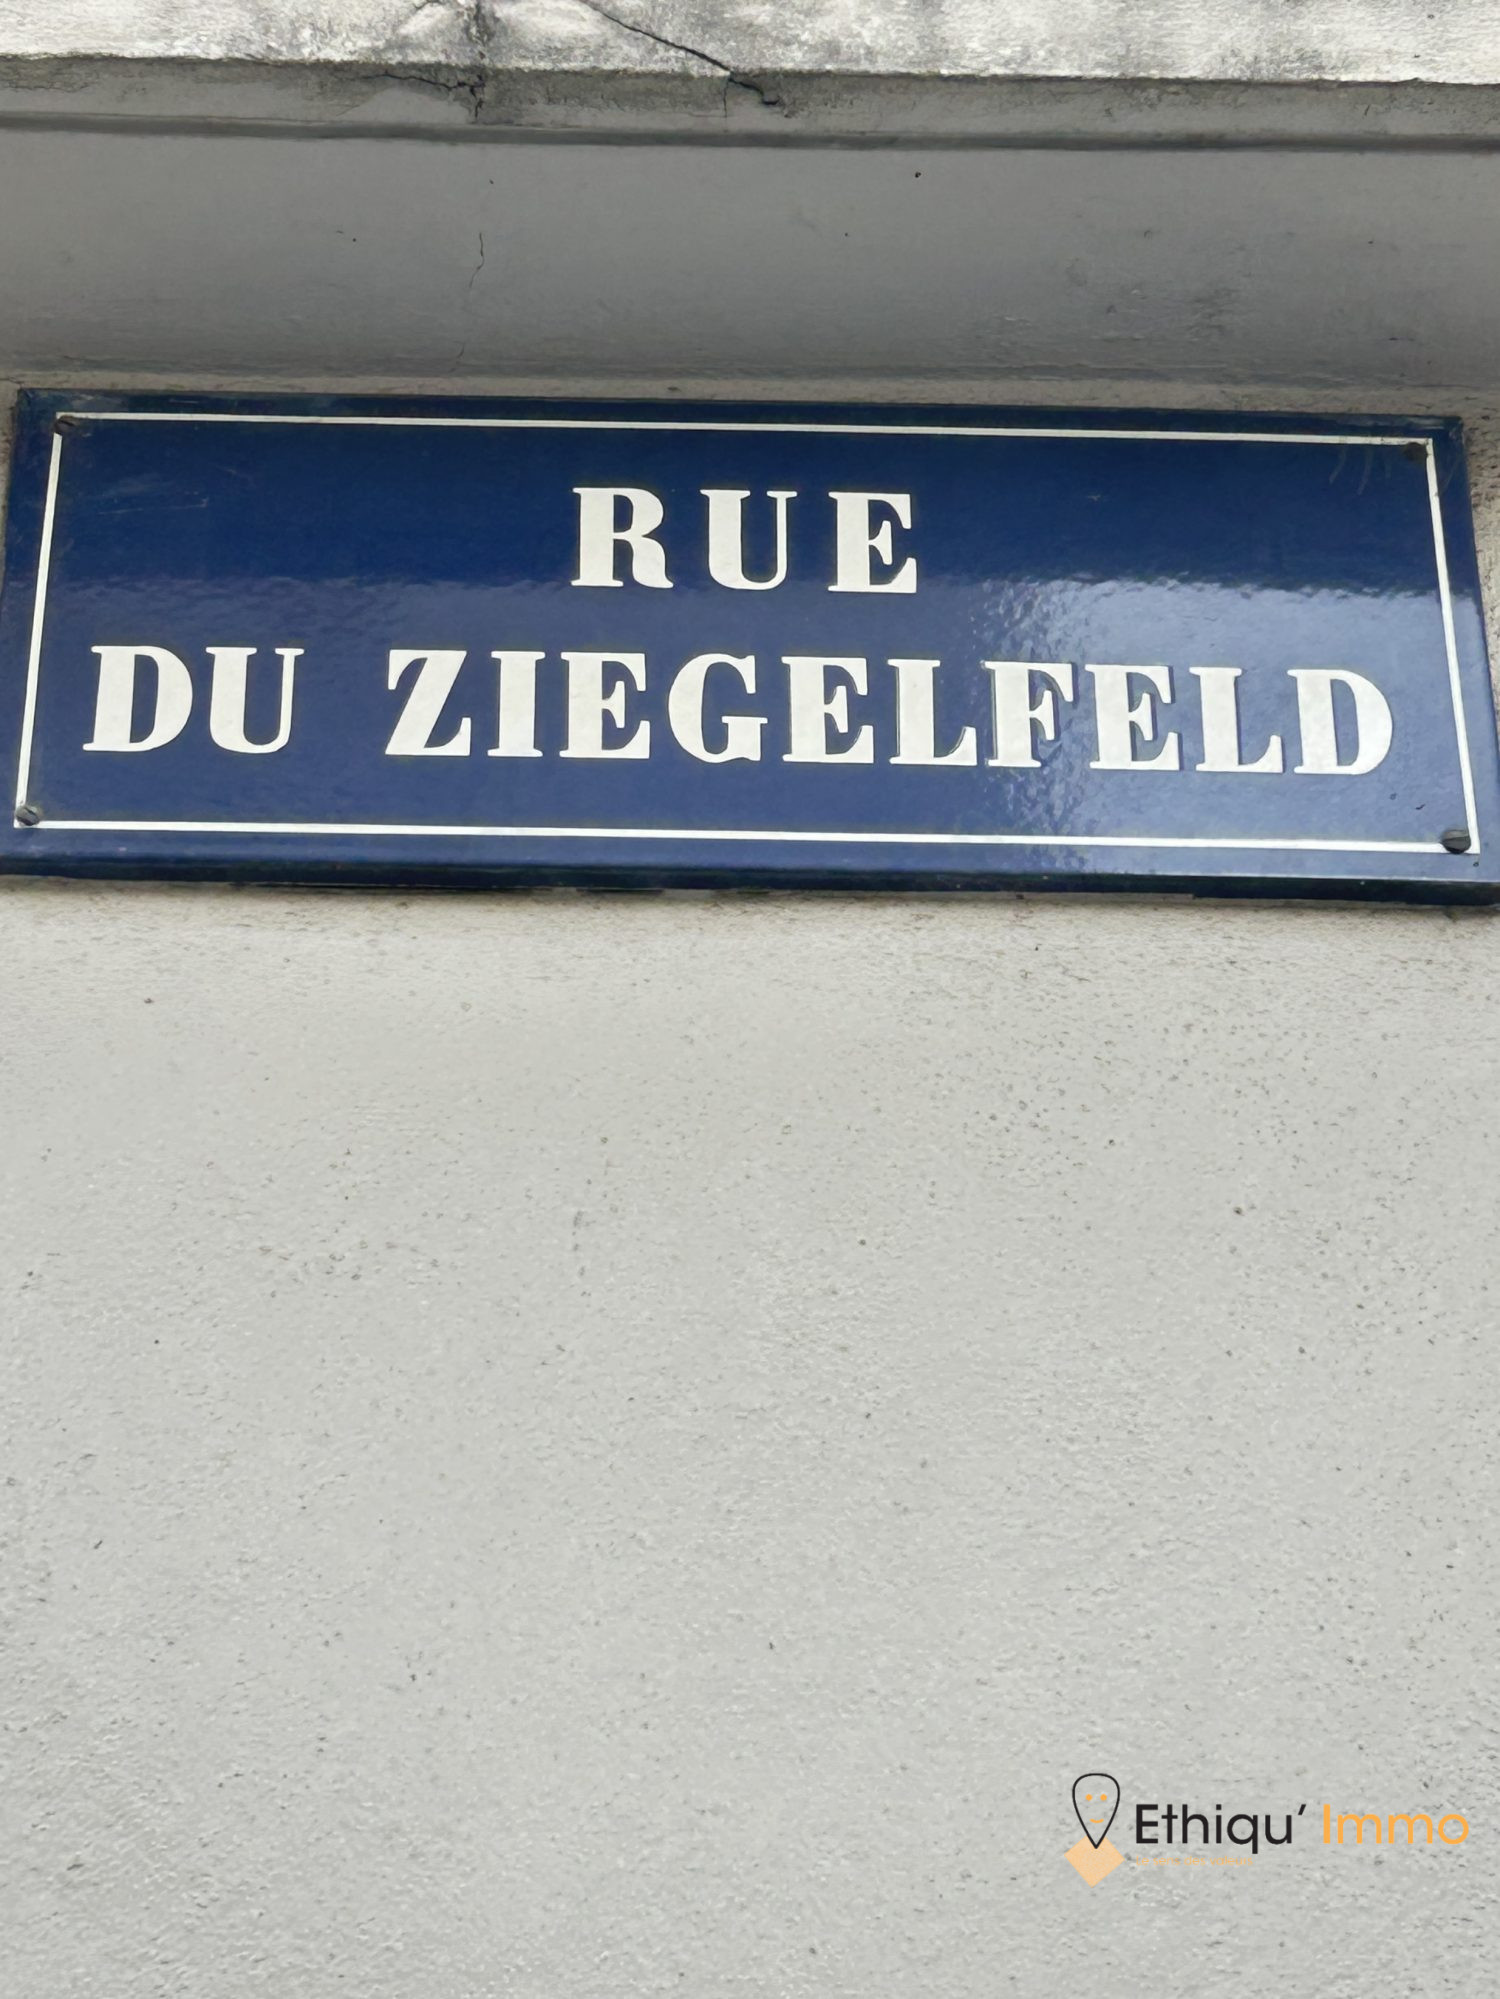 RUE
DU ZIEGELFELD
Ethiqu' Immo